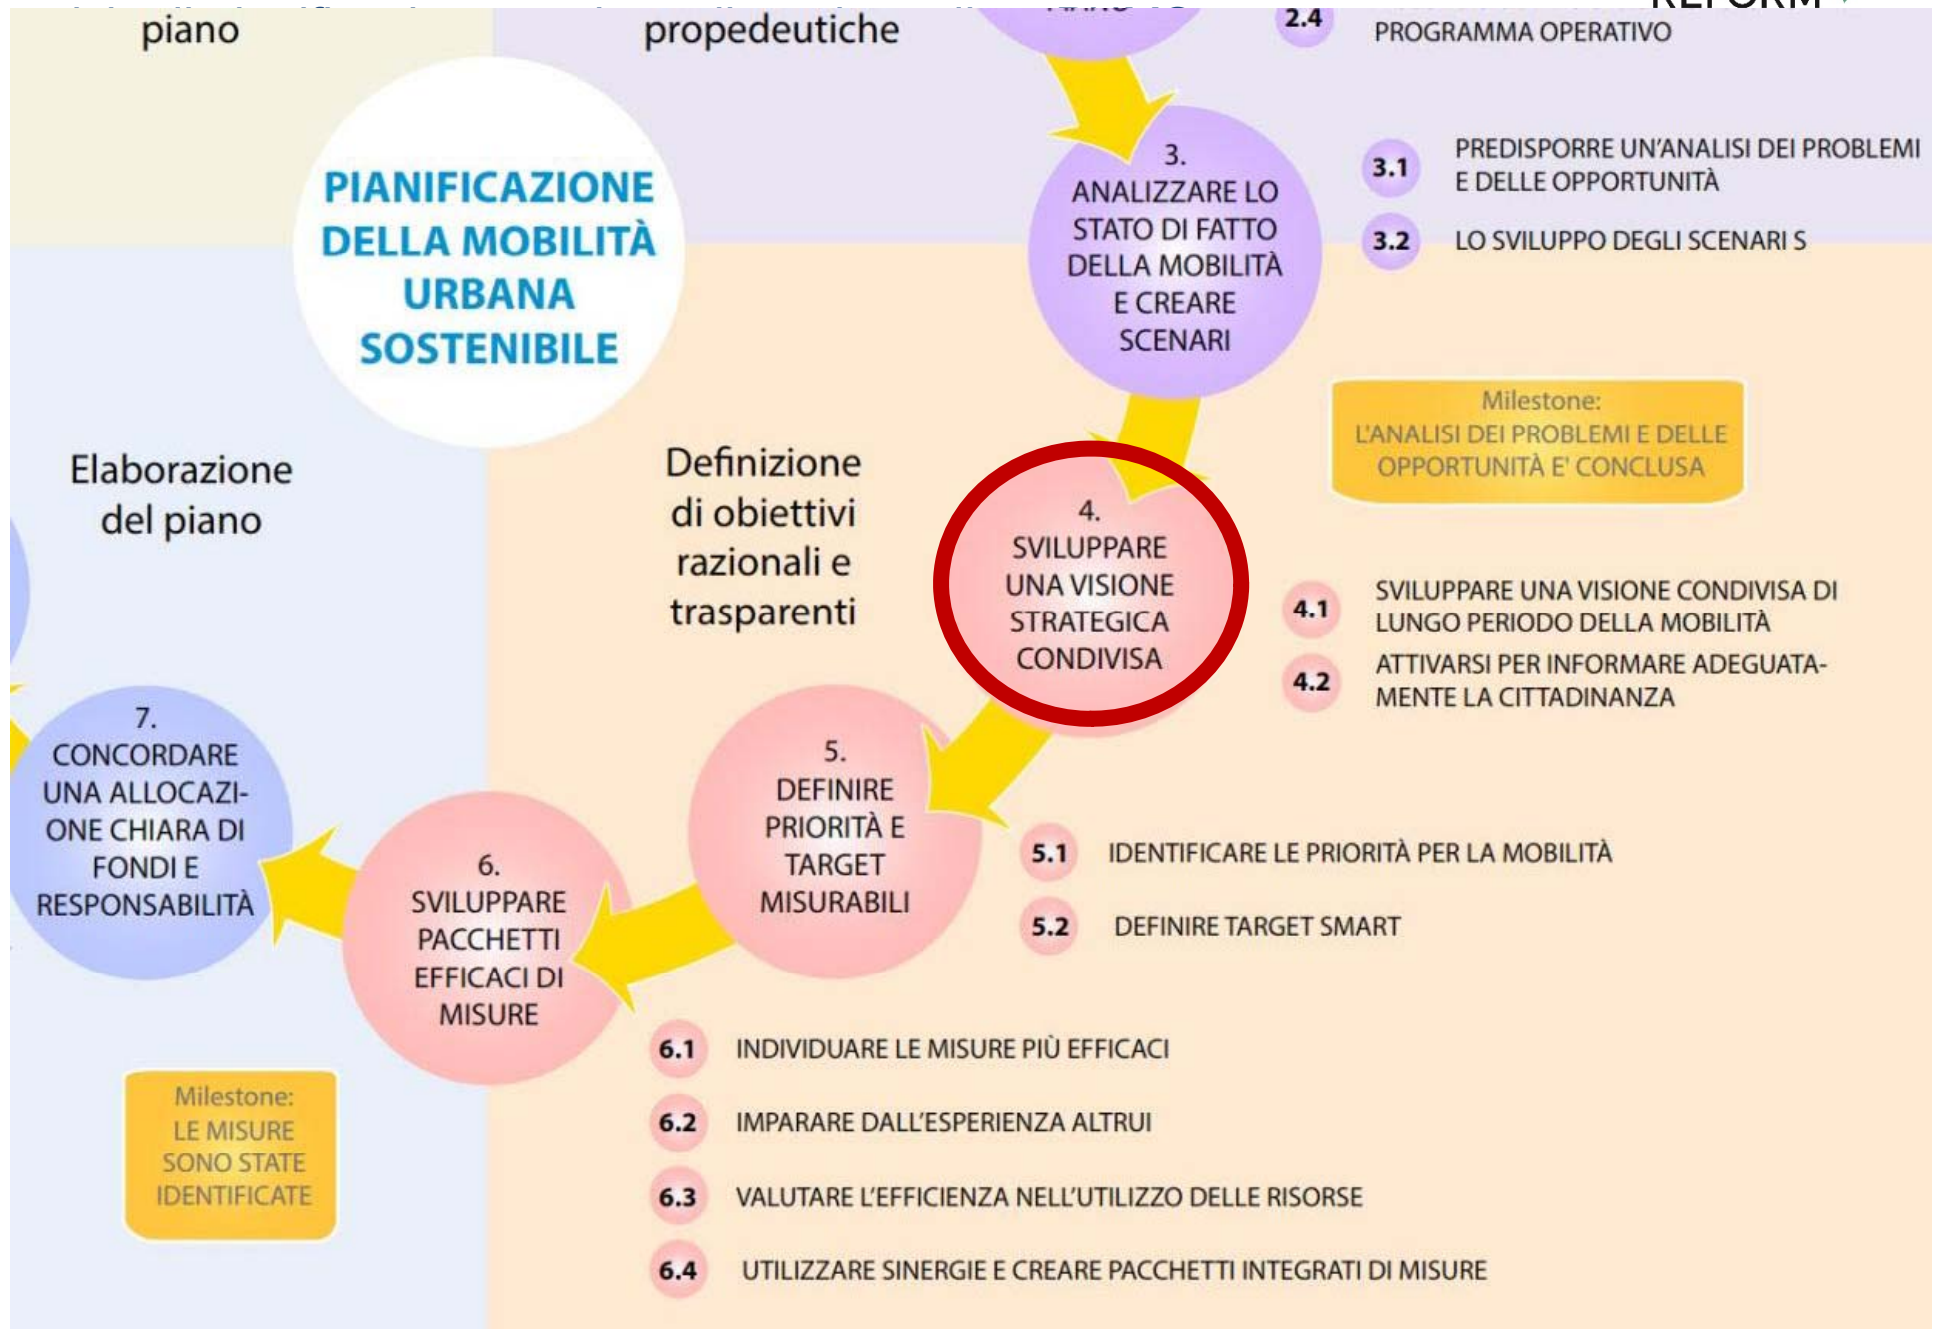 REFORM
piano
propedeutiche
PIANO
2.4
PROGRAMMA OPERATIVO
PIANIFICAZIONE
DELLA MOBILITÀ
URBANA
SOSTENIBILE
3.
ANALIZZARE LO
STATO DI FATTO
DELLA MOBILITÀ
E CREARE
SCENARI
3.1
PREDISPORRE UN'ANALISI DEI PROBLEMI
E DELLE OPPORTUNITÀ
3.2
LO SVILUPPO DEGLI SCENARI S
Milestone:
L'ANALISI DEI PROBLEMI E DELLE
OPPORTUNITÀ E' CONCLUSA
Elaborazione
del piano
Definizione
di obiettivi
razionali e
trasparenti
4.
SVILUPPARE
UNA VISIONE
STRATEGICA
CONDIVISA
4.1
SVILUPPARE UNA VISIONE CONDIVISA DI
LUNGO PERIODO DELLA MOBILITÀ
4.2
ATTIVARSI PER INFORMARE ADEGUATA-
MENTE LA CITTADINANZA
5.
DEFINIRE
PRIORITÀ E
TARGET
MISURABILI
5.1
IDENTIFICARE LE PRIORITÀ PER LA MOBILITÀ
5.2
DEFINIRE TARGET SMART
7.
CONCORDARE
UNA ALLOCAZI-
ONE CHIARA DI
FONDI E
RESPONSABILITÀ
6.
SVILUPPARE
PACCHETTI
EFFICACI DI
MISURE
6.1
INDIVIDUARE LE MISURE PIÙ EFFICACI
6.2
IMPARARE DALL'ESPERIENZA ALTRUI
6.3
VALUTARE L'EFFICIENZA NELL'UTILIZZO DELLE RISORSE
6.4
UTILIZZARE SINERGIE E CREARE PACCHETTI INTEGRATI DI MISURE
Milestone:
LE MISURE
SONO STATE
IDENTIFICATE